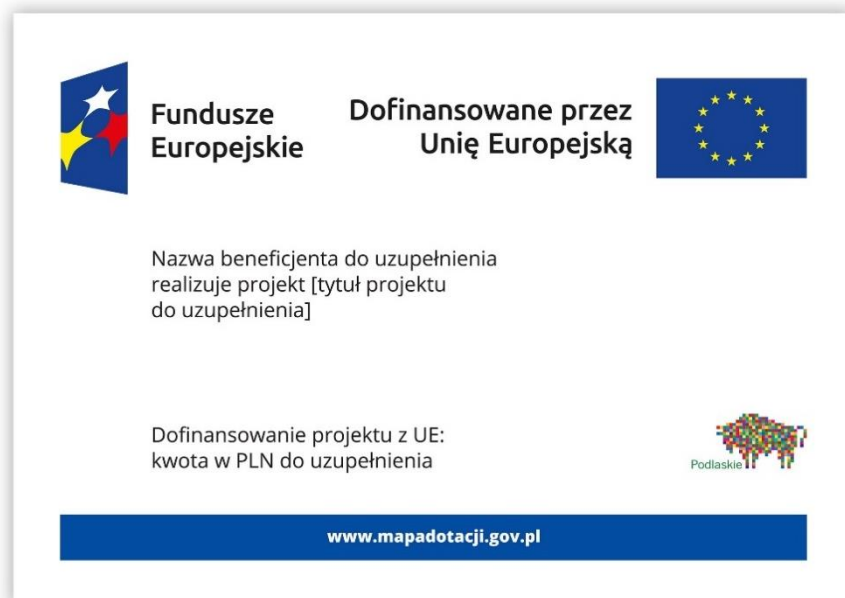 Fundusze
Europejskie
Dofinansowane przez
Unię Europejską
Nazwa beneficjenta do uzupełnienia
realizuje projekt [tytuł projektu
do uzupełnienia]
Dofinansowanie projektu z UE:
kwota w PLN do uzupełnienia
Podlaskie
www.mapadotacji.gov.pl